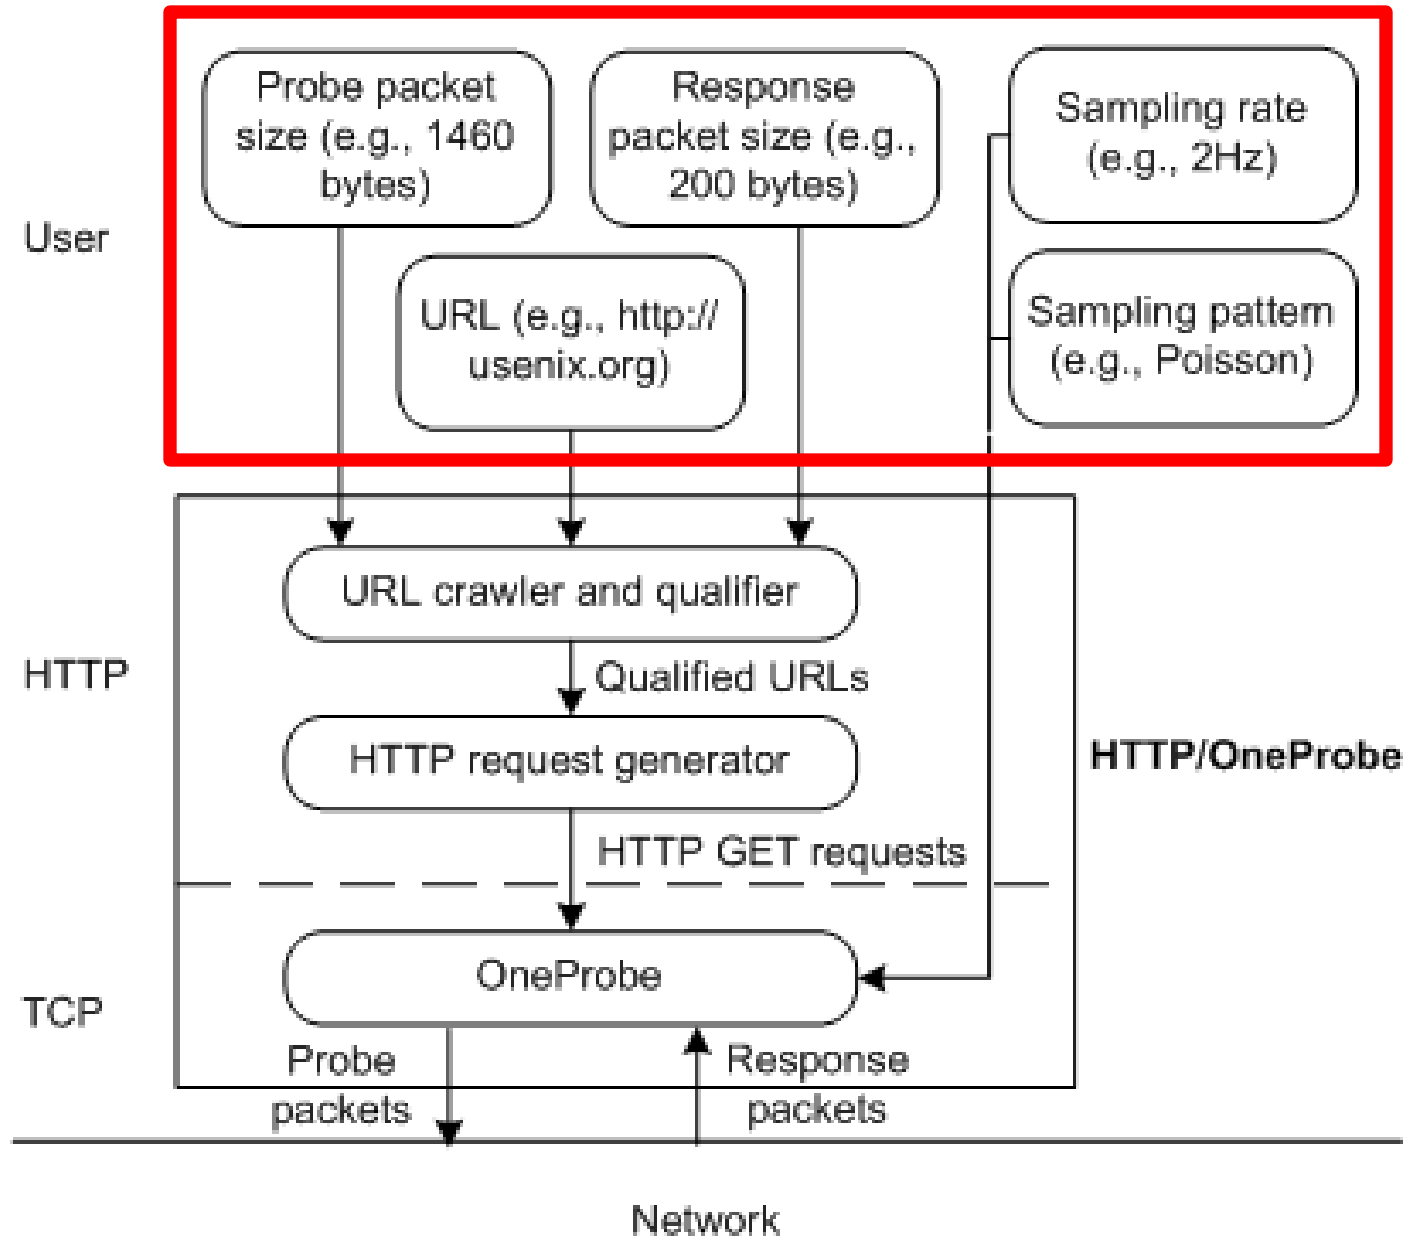 Probe packet
size (e.g., 1460
bytes)
Response
packet size (e.g.,
200 bytes)
Sampling rate
(e.g., 2Hz)
User
URL (e.g., http://
usenix.org)
Sampling pattern
(e.g., Poisson)
URL crawler and qualifier
HTTP
Qualified URLs
HTTP request generator
HTTP/OneProbe
HTTP GET requests
OneProbe
TCP
Probe
packets
Response
packets
Network